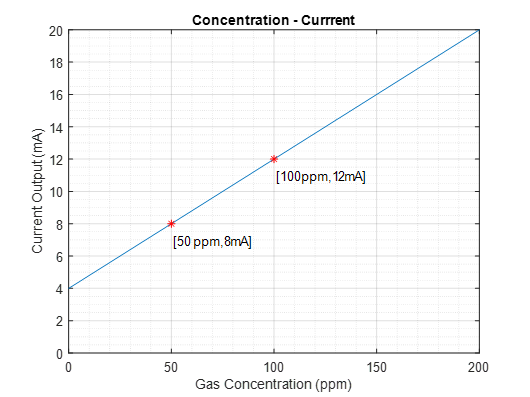 Concentration - Currrent
20
18
16
14
12
10
8
6
4
2
0
Current Output (mA)
[100ppm,12mA]
[50 ppm,8mA]
0 50 100 150 200
Gas Concentration (ppm)